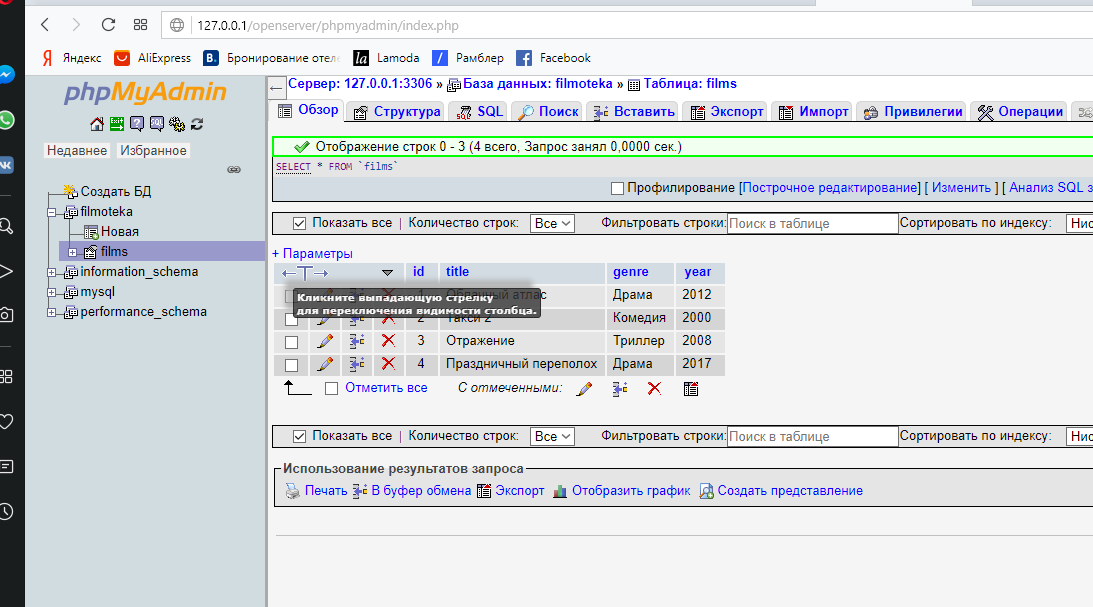 127.0.0.1/openserver/phpmyadmin/index.php
Яндекс AliExpress Бронирование оте Lamoda Рамблер Facebook
phpMyAdmin
Недавнее Избранное
Создать БД
filmoteka
Новая
films
information_schema
mysql
performance_schema
Сервер: 127.0.0.1:3306 » База данных: filmoteka » Таблица: films
Обзор Структура SQL Поиск Вставить Экспорт Импорт Привилегии Операции
Отображение строк 0 - 3 (4 всего, Запрос занял 0,0000 сек.)
SELECT * FROM `films`
Профилирование [Построчное редактирование] [ Изменить ] [ Анализ SQL з
Показать все | Количество строк: Все Фильтровать строки: Поиск в таблице Сортировать по индексу: Нис
+ Параметры
←T→ id title genre year
атлас Драма 2012
Кликните выпадающую стрелку
для переключения видимости столбца.
2 Такси 2 Комедия 2000
3 Отражение Триллер 2008
4 Праздничный переполох Драма 2017
Отметить все С отмеченными:
Показать все | Количество строк: Все Фильтровать строки: Поиск в таблице Сортировать по индексу: Нис
Использование результатов запроса
Печать В буфер обмена Экспорт Отобразить график Создать представление